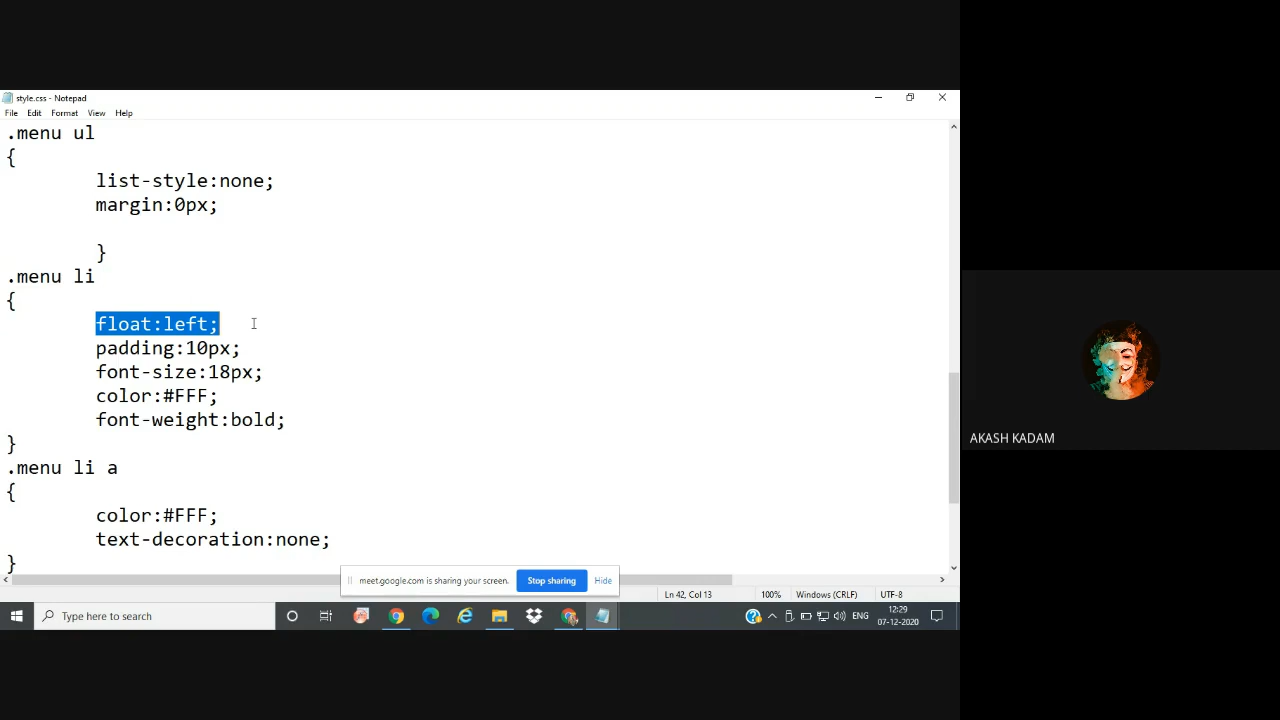 style.css - Notepad
File Edit Format View Help
.menu ul
{
list-style:none;
margin:0px;
}
.menu li
{
float:left;
padding:10px;
font-size:18px;
color:#FFF;
font-weight:bold;
}
.menu li a
{
color:#FFF;
text-decoration:none;
}
meet.google.com is sharing your screen. Stop sharing Hide
Ln 42, Col 13 100% Windows (CRLF) UTF-8
Type here to search
ENG
12:29
07-12-2020
AKASH KADAM